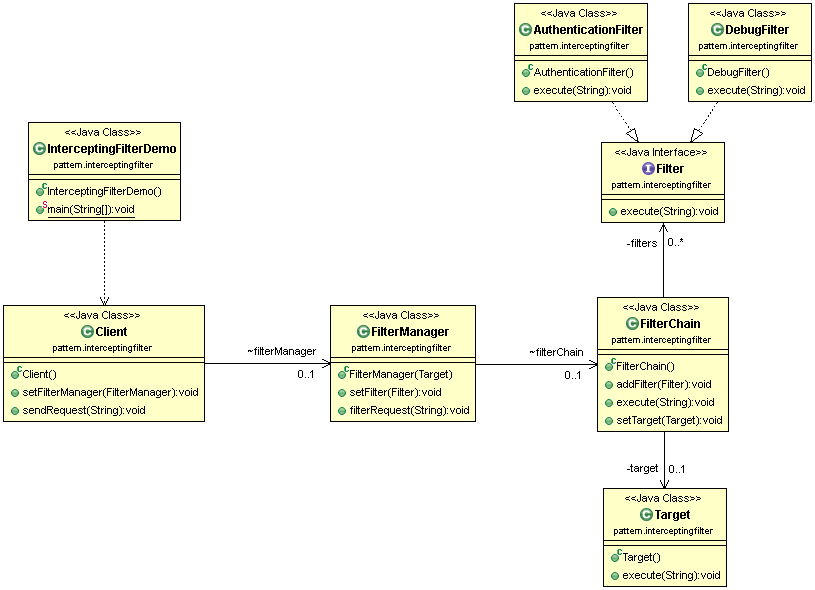 <<Java Class>>
AuthenticationFilter
pattern.interceptingfilter
AuthenticationFilter()
execute(String):void
<<Java Class>>
DebugFilter
pattern.interceptingfilter
DebugFilter()
execute(String):void
<<Java Class>>
InterceptingFilterDemo
pattern.interceptingfilter
InterceptingFilterDemo()
main(String[]):void
<<Java Interface>>
Filter
pattern.interceptingfilter
execute(String):void
-filters
0..*
<<Java Class>>
Client
pattern.interceptingfilter
Client()
setFilterManager(FilterManager):void
sendRequest(String):void
~filterManager
0..1
<<Java Class>>
FilterManager
pattern.interceptingfilter
FilterManager(Target)
setFilter(Filter):void
filterRequest(String):void
~filterChain
0..1
<<Java Class>>
FilterChain
pattern.interceptingfilter
FilterChain()
addFilter(Filter):void
execute(String):void
setTarget(Target):void
-target
0..1
<<Java Class>>
Target
pattern.interceptingfilter
Target()
execute(String):void